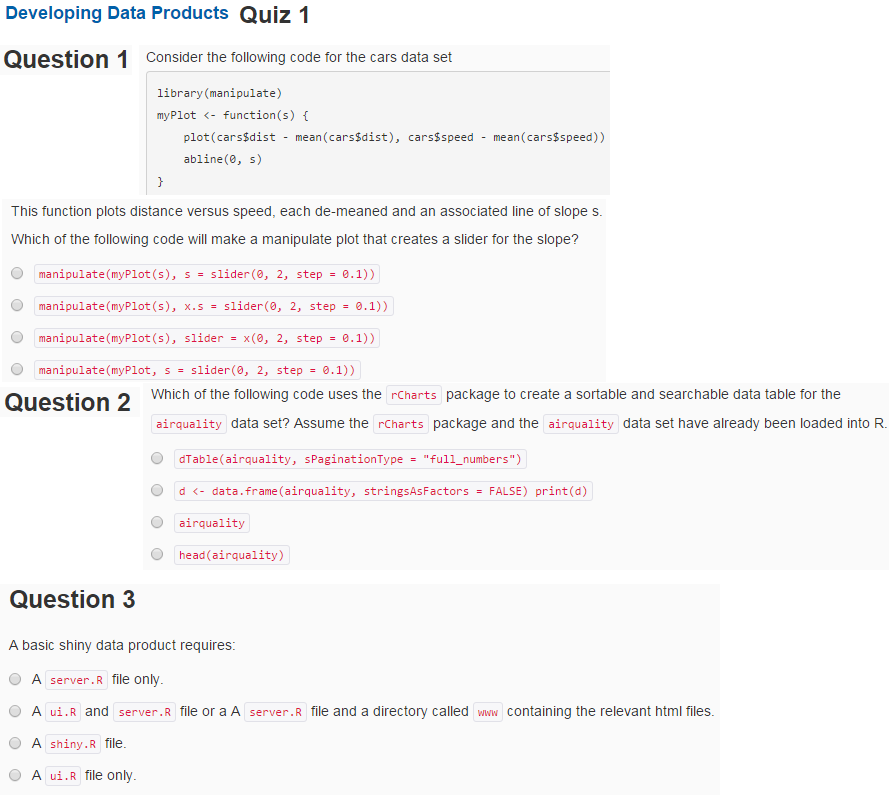 Developing Data Products Quiz 1
Question 1
Consider the following code for the cars data set
library(manipulate)
myPlot <- function(s) {
plot(cars$dist - mean(cars$dist), cars$speed - mean(cars$speed))
abline(0, s)
}
This function plots distance versus speed, each de-meaned and an associated line of slope s.
Which of the following code will make a manipulate plot that creates a slider for the slope?
manipulate(myPlot(s), s = slider(0, 2, step = 0.1))
manipulate(myPlot(s), x.s = slider(0, 2, step = 0.1))
manipulate(myPlot(s), slider = x(0, 2, step = 0.1))
manipulate(myPlot, s = slider(0, 2, step = 0.1))
Question 2
Which of the following code uses the rCharts package to create a sortable and searchable data table for the
airquality data set? Assume the rCharts package and the airquality data set have already been loaded into R.
dTable(airquality, sPaginationType = "full_numbers")
d <- data.frame(airquality, stringsAsFactors = FALSE) print(d)
airquality
head(airquality)
Question 3
A basic shiny data product requires:
A server.R file only.
A ui.R and server.R file or a A server.R file and a directory called www containing the relevant html files.
A shiny.R file.
A ui.R file only.